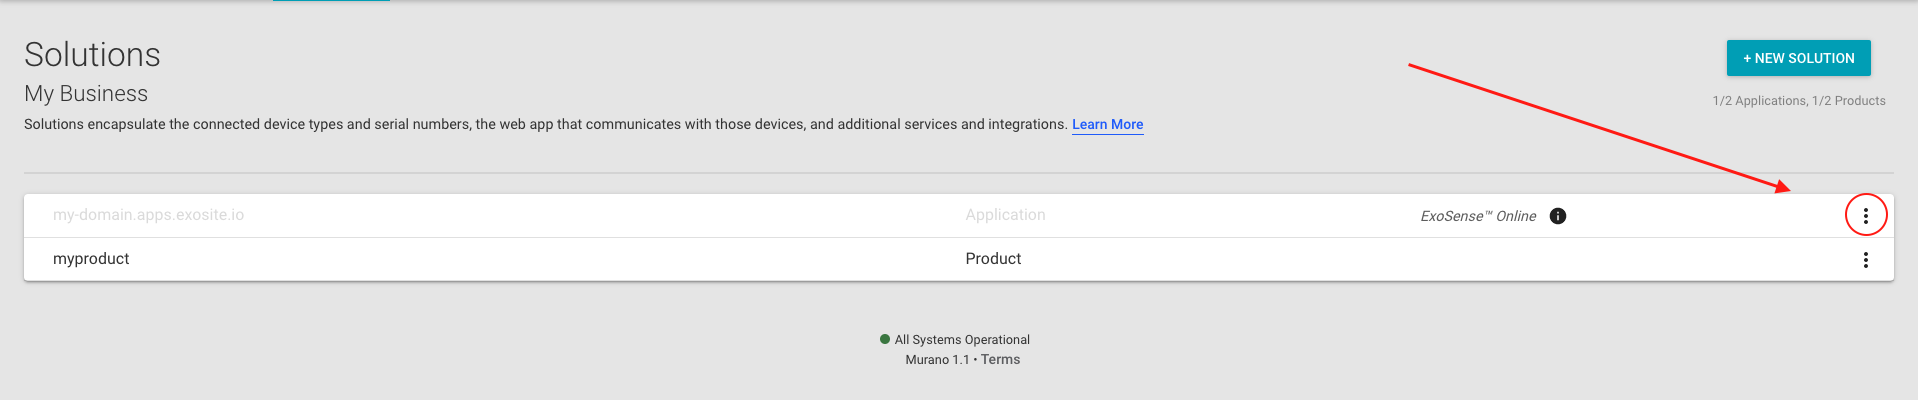 Solutions
+ NEW SOLUTION
My Business
1/2 Applications, 1/2 Products
Solutions encapsulate the connected device types and serial numbers, the web app that communicates with those devices, and additional services and integrations. Learn More
my-domain.apps.exosite.io Application ExoSense™ Online
myproduct Product
All Systems Operational
Murano 1.1 • Terms